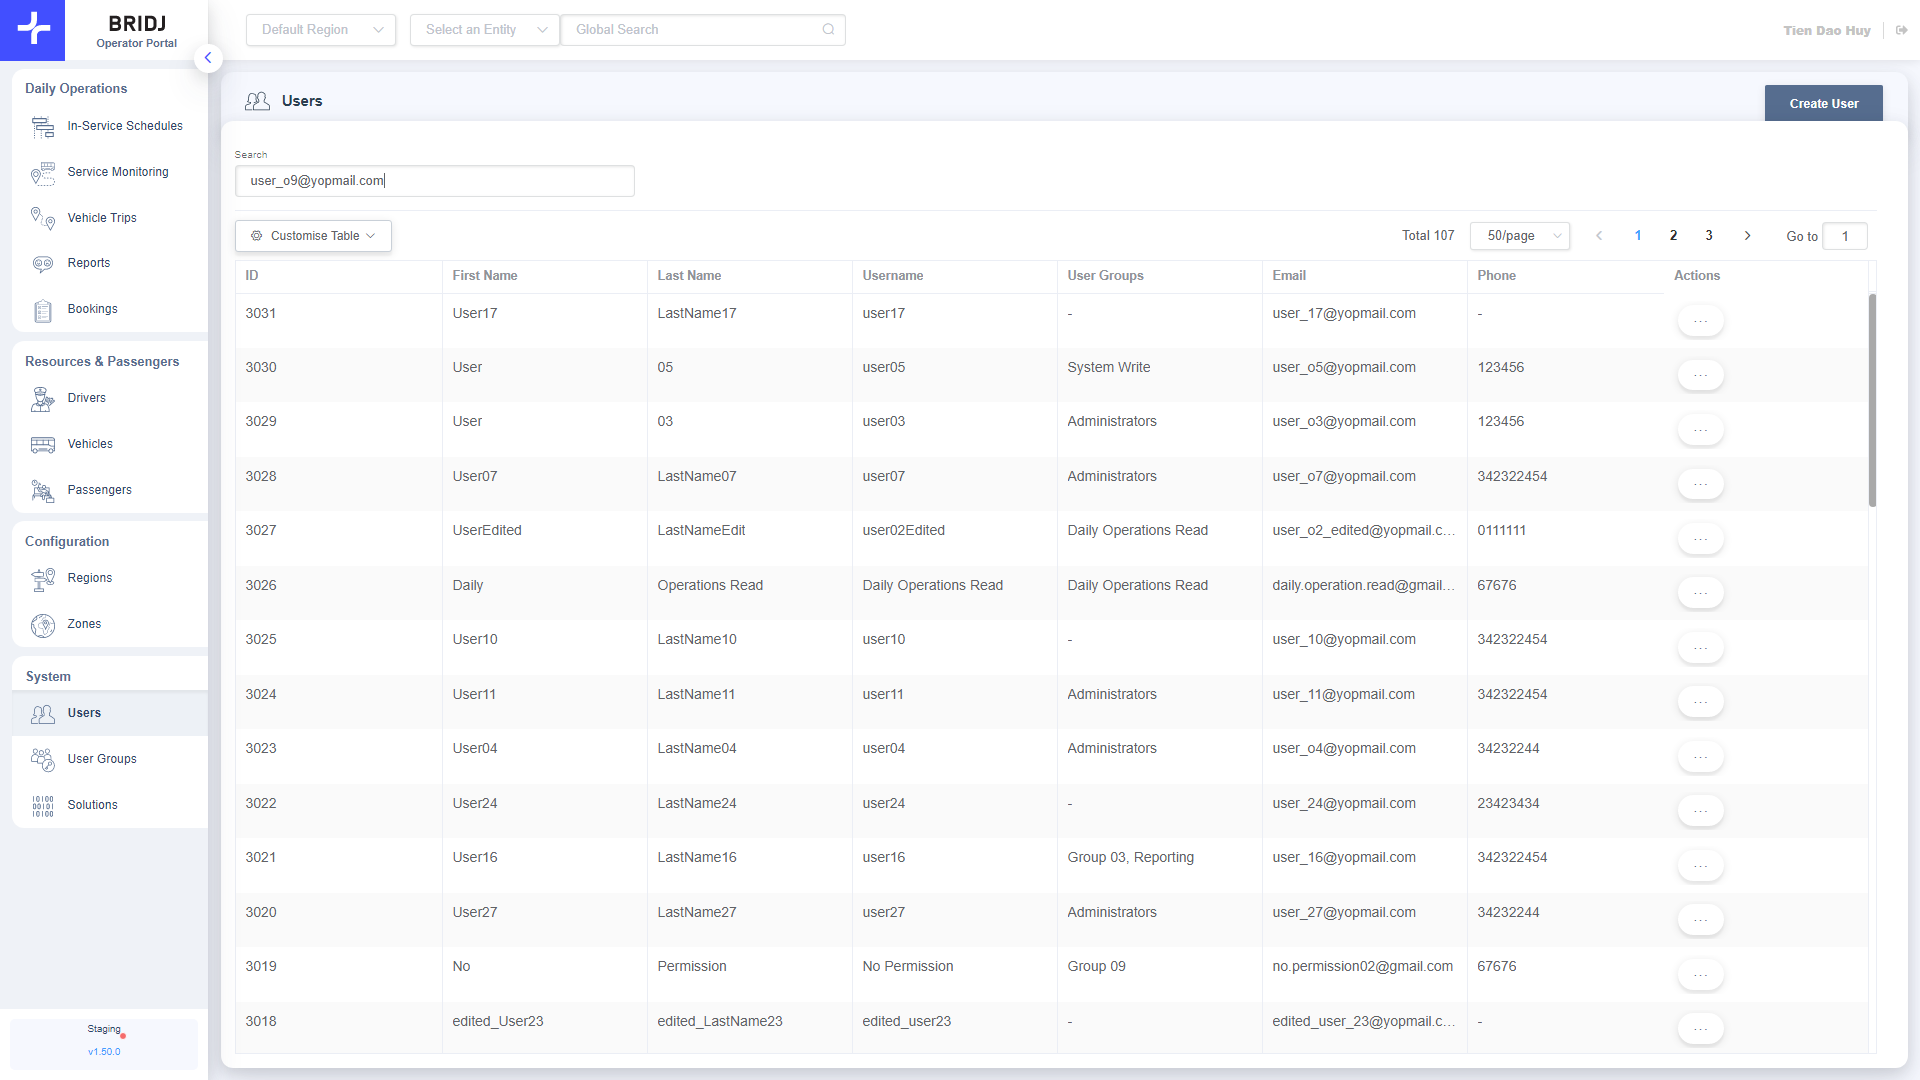 BRIDJ
Operator Portal
Default Region
Select an Entity
Global Search
Tien Dao Huy
Daily Operations
In-Service Schedules
Service Monitoring
Vehicle Trips
Reports
Bookings
Resources & Passengers
Drivers
Vehicles
Passengers
Configuration
Regions
Zones
System
Users
User Groups
Solutions
Staging
v1.50.0
Users
Create User
Search
user_o9@yopmail.com
Customise Table
Total 107 50/page 1 2 3 Go to 1
ID First Name Last Name Username User Groups Email Phone Actions
3031 User17 LastName17 user17 - user_17@yopmail.com - ...
3030 User 05 user05 System Write user_o5@yopmail.com 123456 ...
3029 User 03 user03 Administrators user_o3@yopmail.com 123456 ...
3028 User07 LastName07 user07 Administrators user_o7@yopmail.com 342322454 ...
3027 UserEdited LastNameEdit user02Edited Daily Operations Read user_o2_edited@yopmail.c... 0111111 ...
3026 Daily Operations Read Daily Operations Read Daily Operations Read daily.operation.read@gmail... 67676 ...
3025 User10 LastName10 user10 - user_10@yopmail.com 342322454 ...
3024 User11 LastName11 user11 Administrators user_11@yopmail.com 342322454 ...
3023 User04 LastName04 user04 Administrators user_o4@yopmail.com 34232244 ...
3022 User24 LastName24 user24 - user_24@yopmail.com 23423434 ...
3021 User16 LastName16 user16 Group 03, Reporting user_16@yopmail.com 342322454 ...
3020 User27 LastName27 user27 Administrators user_27@yopmail.com 34232244 ...
3019 No Permission No Permission Group 09 no.permission02@gmail.com 67676 ...
3018 edited_User23 edited_LastName23 edited_user23 - edited_user_23@yopmail.c... - ...